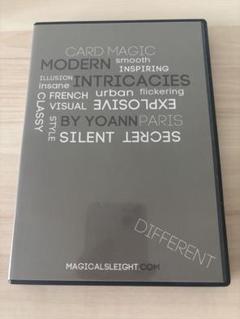 CARD MAGIC
MODERN smooth
INSPIRING
ILLUSION
insane
INTRICACIES
FRENCH urban flickering
VISUAL EXPLOSIVE
CLASSY
STYLE
BY YOANN PARIS
SILENT SECRET
DIFFERENT
MAGICALSLEIGHT.COM